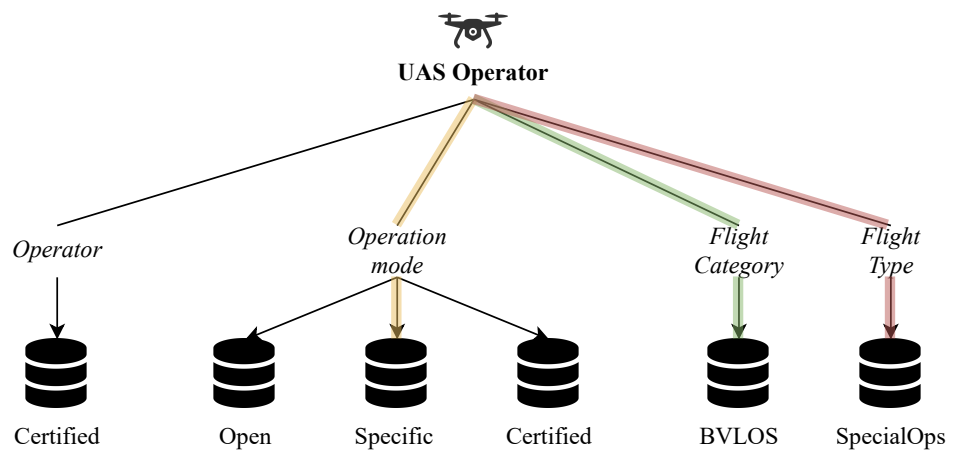 UAS Operator
Operator
Operation
mode
Flight
Category
Flight
Type
Certified
Open
Specific
Certified
BVLOS
SpecialOps